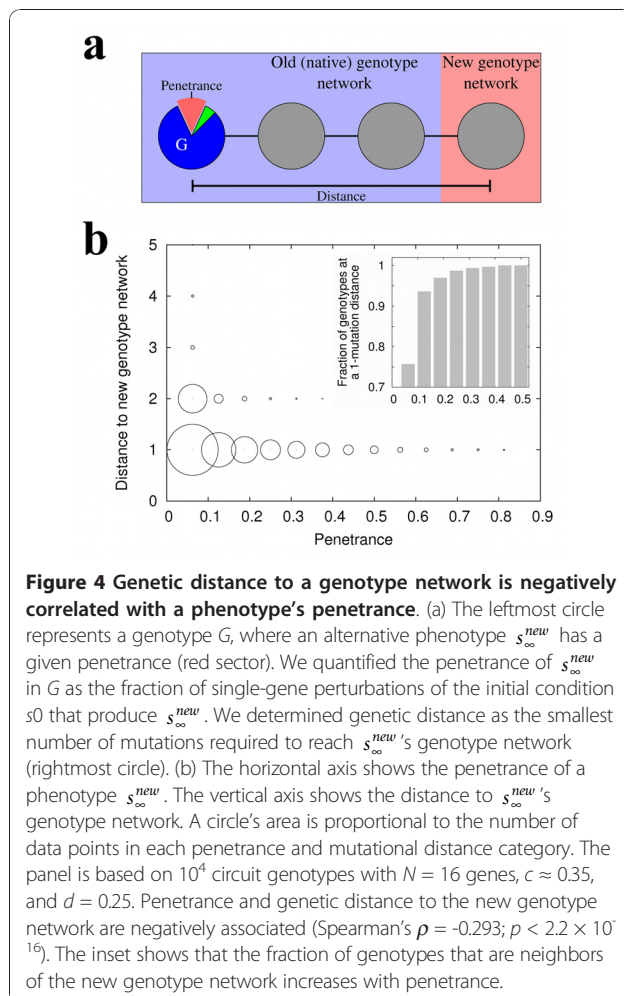 a
Old (native) genotype
network
New genotype
network
Penetrance
G
Distance
b
Distance to new genotype network
5
4
3
2
1
0
0 0.1 0.2 0.3 0.4 0.5 0.6 0.7 0.8 0.9
Penetrance
Fraction of genotypes at
a 1-mutation distance
1
0.9
0.8
0.7
0 0.1 0.2 0.3 0.4 0.5
Figure 4 Genetic distance to a genotype network is negatively
correlated with a phenotype's penetrance. (a) The leftmost circle
represents a genotype G, where an alternative phenotype s∞^new has a
given penetrance (red sector). We quantified the penetrance of s∞^new
in G as the fraction of single-gene perturbations of the initial condition
s0 that produce s∞^new. We determined genetic distance as the smallest
number of mutations required to reach s∞^new's genotype network
(rightmost circle). (b) The horizontal axis shows the penetrance of a
phenotype s∞^new. The vertical axis shows the distance to s∞^new's
genotype network. A circle's area is proportional to the number of
data points in each penetrance and mutational distance category. The
panel is based on 10⁴ circuit genotypes with N = 16 genes, c ≈ 0.35,
and d = 0.25. Penetrance and genetic distance to the new genotype
network are negatively associated (Spearman's ρ = -0.293; p < 2.2 × 10⁻
¹⁶). The inset shows that the fraction of genotypes that are neighbors
of the new genotype network increases with penetrance.